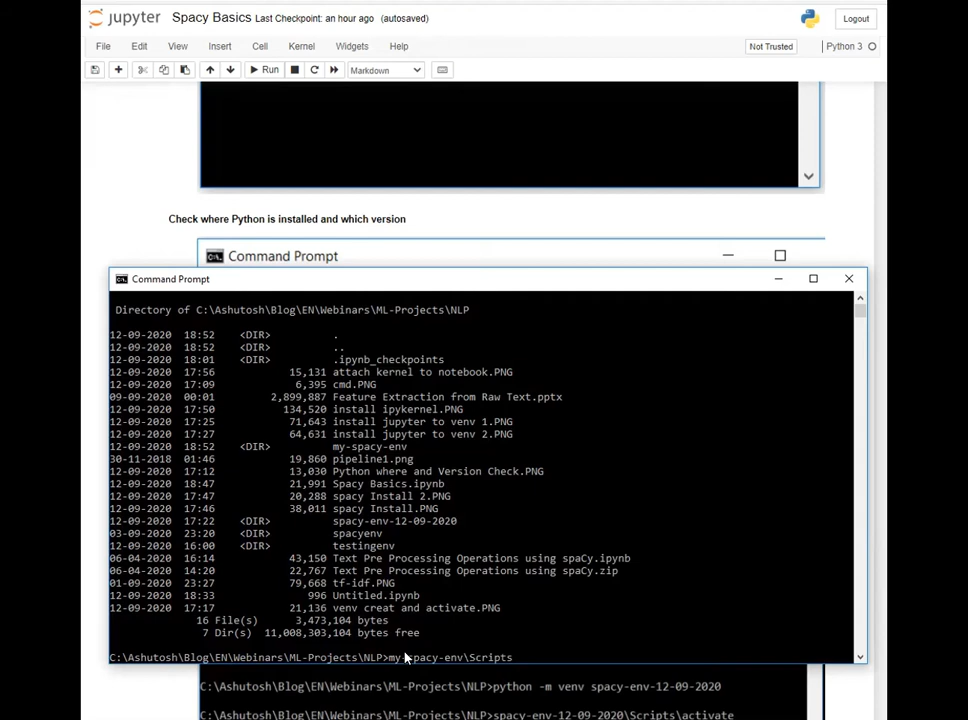 jupyter Spacy Basics Last Checkpoint: an hour ago (autosaved) Logout
File Edit View Insert Cell Kernel Widgets Help Not Trusted Python 3
Run Markdown
Check where Python is installed and which version
Command Prompt
Command Prompt
Directory of C:\Ashutosh\Blog\EN\Webinars\ML-Projects\NLP
12-09-2020 18:52 <DIR> .
12-09-2020 18:52 <DIR> ..
12-09-2020 18:01 <DIR> .ipynb_checkpoints
12-09-2020 17:56 15,131 attach kernel to notebook.PNG
12-09-2020 17:09 6,395 cmd.PNG
09-09-2020 00:01 2,899,887 Feature Extraction from Raw Text.pptx
12-09-2020 17:50 134,520 install ipykernel.PNG
12-09-2020 17:25 71,643 install jupyter to venv 1.PNG
12-09-2020 17:27 64,631 install jupyter to venv 2.PNG
12-09-2020 18:52 <DIR> my-spacy-env
30-11-2018 01:46 19,860 pipeline1.png
12-09-2020 17:12 13,030 Python where and Version Check.PNG
12-09-2020 18:47 21,991 Spacy Basics.ipynb
12-09-2020 17:47 20,288 spacy Install 2.PNG
12-09-2020 17:46 38,011 spacy Install.PNG
12-09-2020 17:22 <DIR> spacy-env-12-09-2020
03-09-2020 23:20 <DIR> spacyenv
12-09-2020 16:00 <DIR> testingenv
06-04-2020 16:14 43,150 Text Pre Processing Operations using spaCy.ipynb
06-04-2020 14:20 22,767 Text Pre Processing Operations using spaCy.zip
01-09-2020 23:27 79,668 tf-idf.PNG
12-09-2020 18:33 996 Untitled.ipynb
12-09-2020 17:17 21,136 venv creat and activate.PNG
16 File(s) 3,473,104 bytes
7 Dir(s) 11,008,303,104 bytes free
C:\Ashutosh\Blog\EN\Webinars\ML-Projects\NLP>my-spacy-env\Scripts
C:\Ashutosh\Blog\EN\Webinars\ML-Projects\NLP>python -m venv spacy-env-12-09-2020
C:\Ashutosh\Blog\EN\Webinars\ML-Projects\NLP>spacy-env-12-09-2020\Scripts\activate